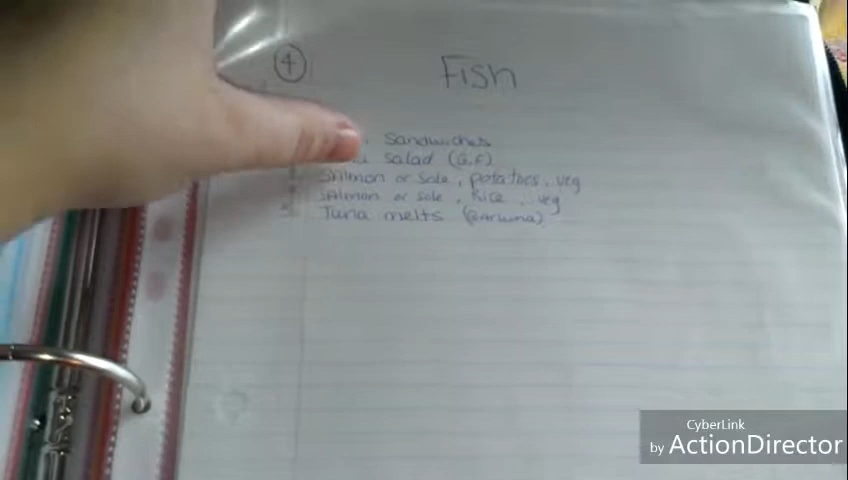 4
Fish
Sandwiches
Salad (G.F)
Salmon or Sole, potatoes, veg
Salmon or sole, Rice, veg
Tuna melts
CyberLink
by ActionDirector